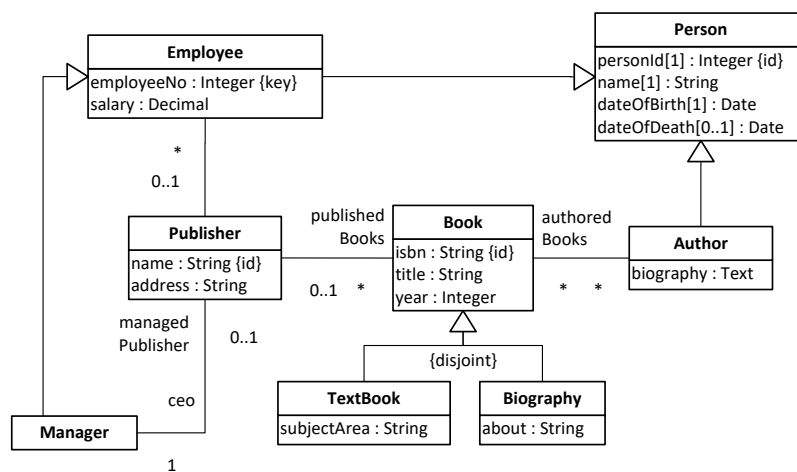 Person
personId[1] : Integer {id}
name[1] : String
dateOfBirth[1] : Date
dateOfDeath[0..1] : Date
Employee
employeeNo : Integer {key}
salary : Decimal
*
0..1
Publisher
name : String {id}
address : String
published
Books
0..1 *
Book
isbn : String {id}
title : String
year : Integer
authored
Books
* *
Author
biography : Text
managed
Publisher
0..1
{disjoint}
TextBook
subjectArea : String
Biography
about : String
ceo
Manager
1